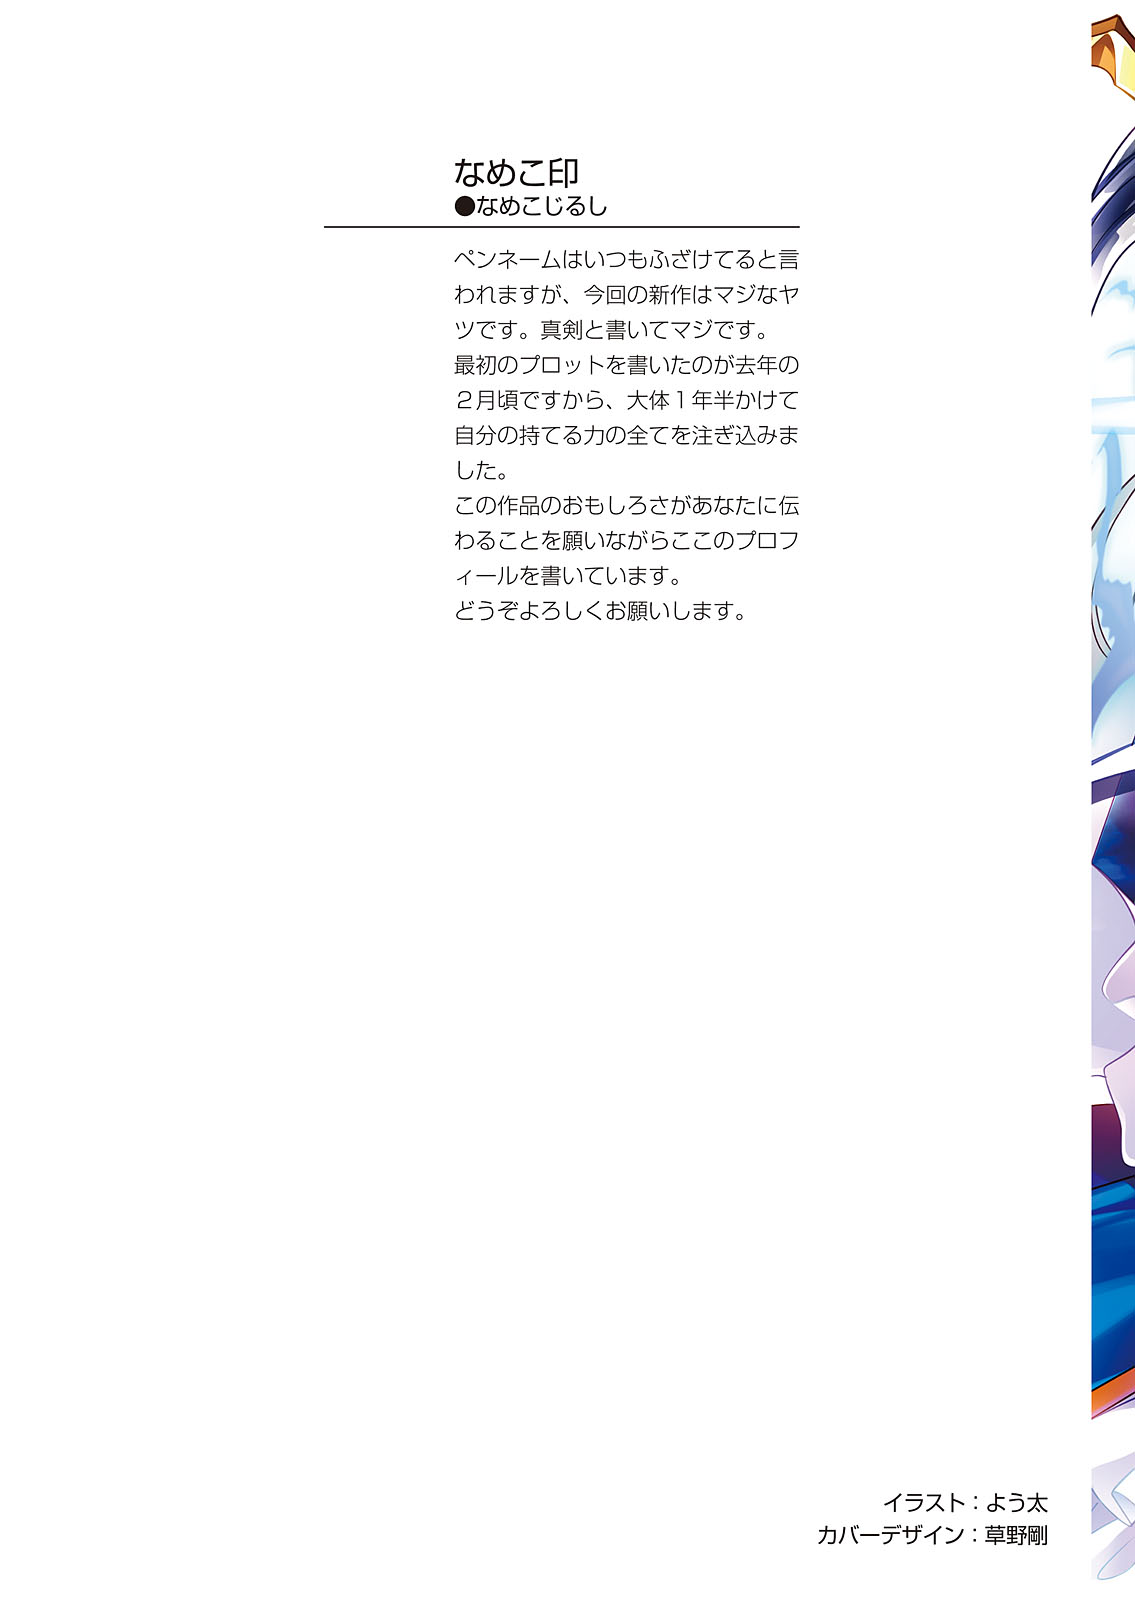 なめこ印
●なめこじるし
ペンネームはいつもふざけてると言
われますが、今回の新作はマジなヤ
ツです。真剣と書いてマジです。
最初のプロットを書いたのが去年の
２月頃ですから、大体１年半かけて
自分の持てる力の全てを注ぎ込みま
した。
この作品のおもしろさがあなたに伝
わることを願いながらここのプロフ
ィールを書いています。
どうぞよろしくお願いします。
イラスト：よう太
カバーデザイン：草野剛